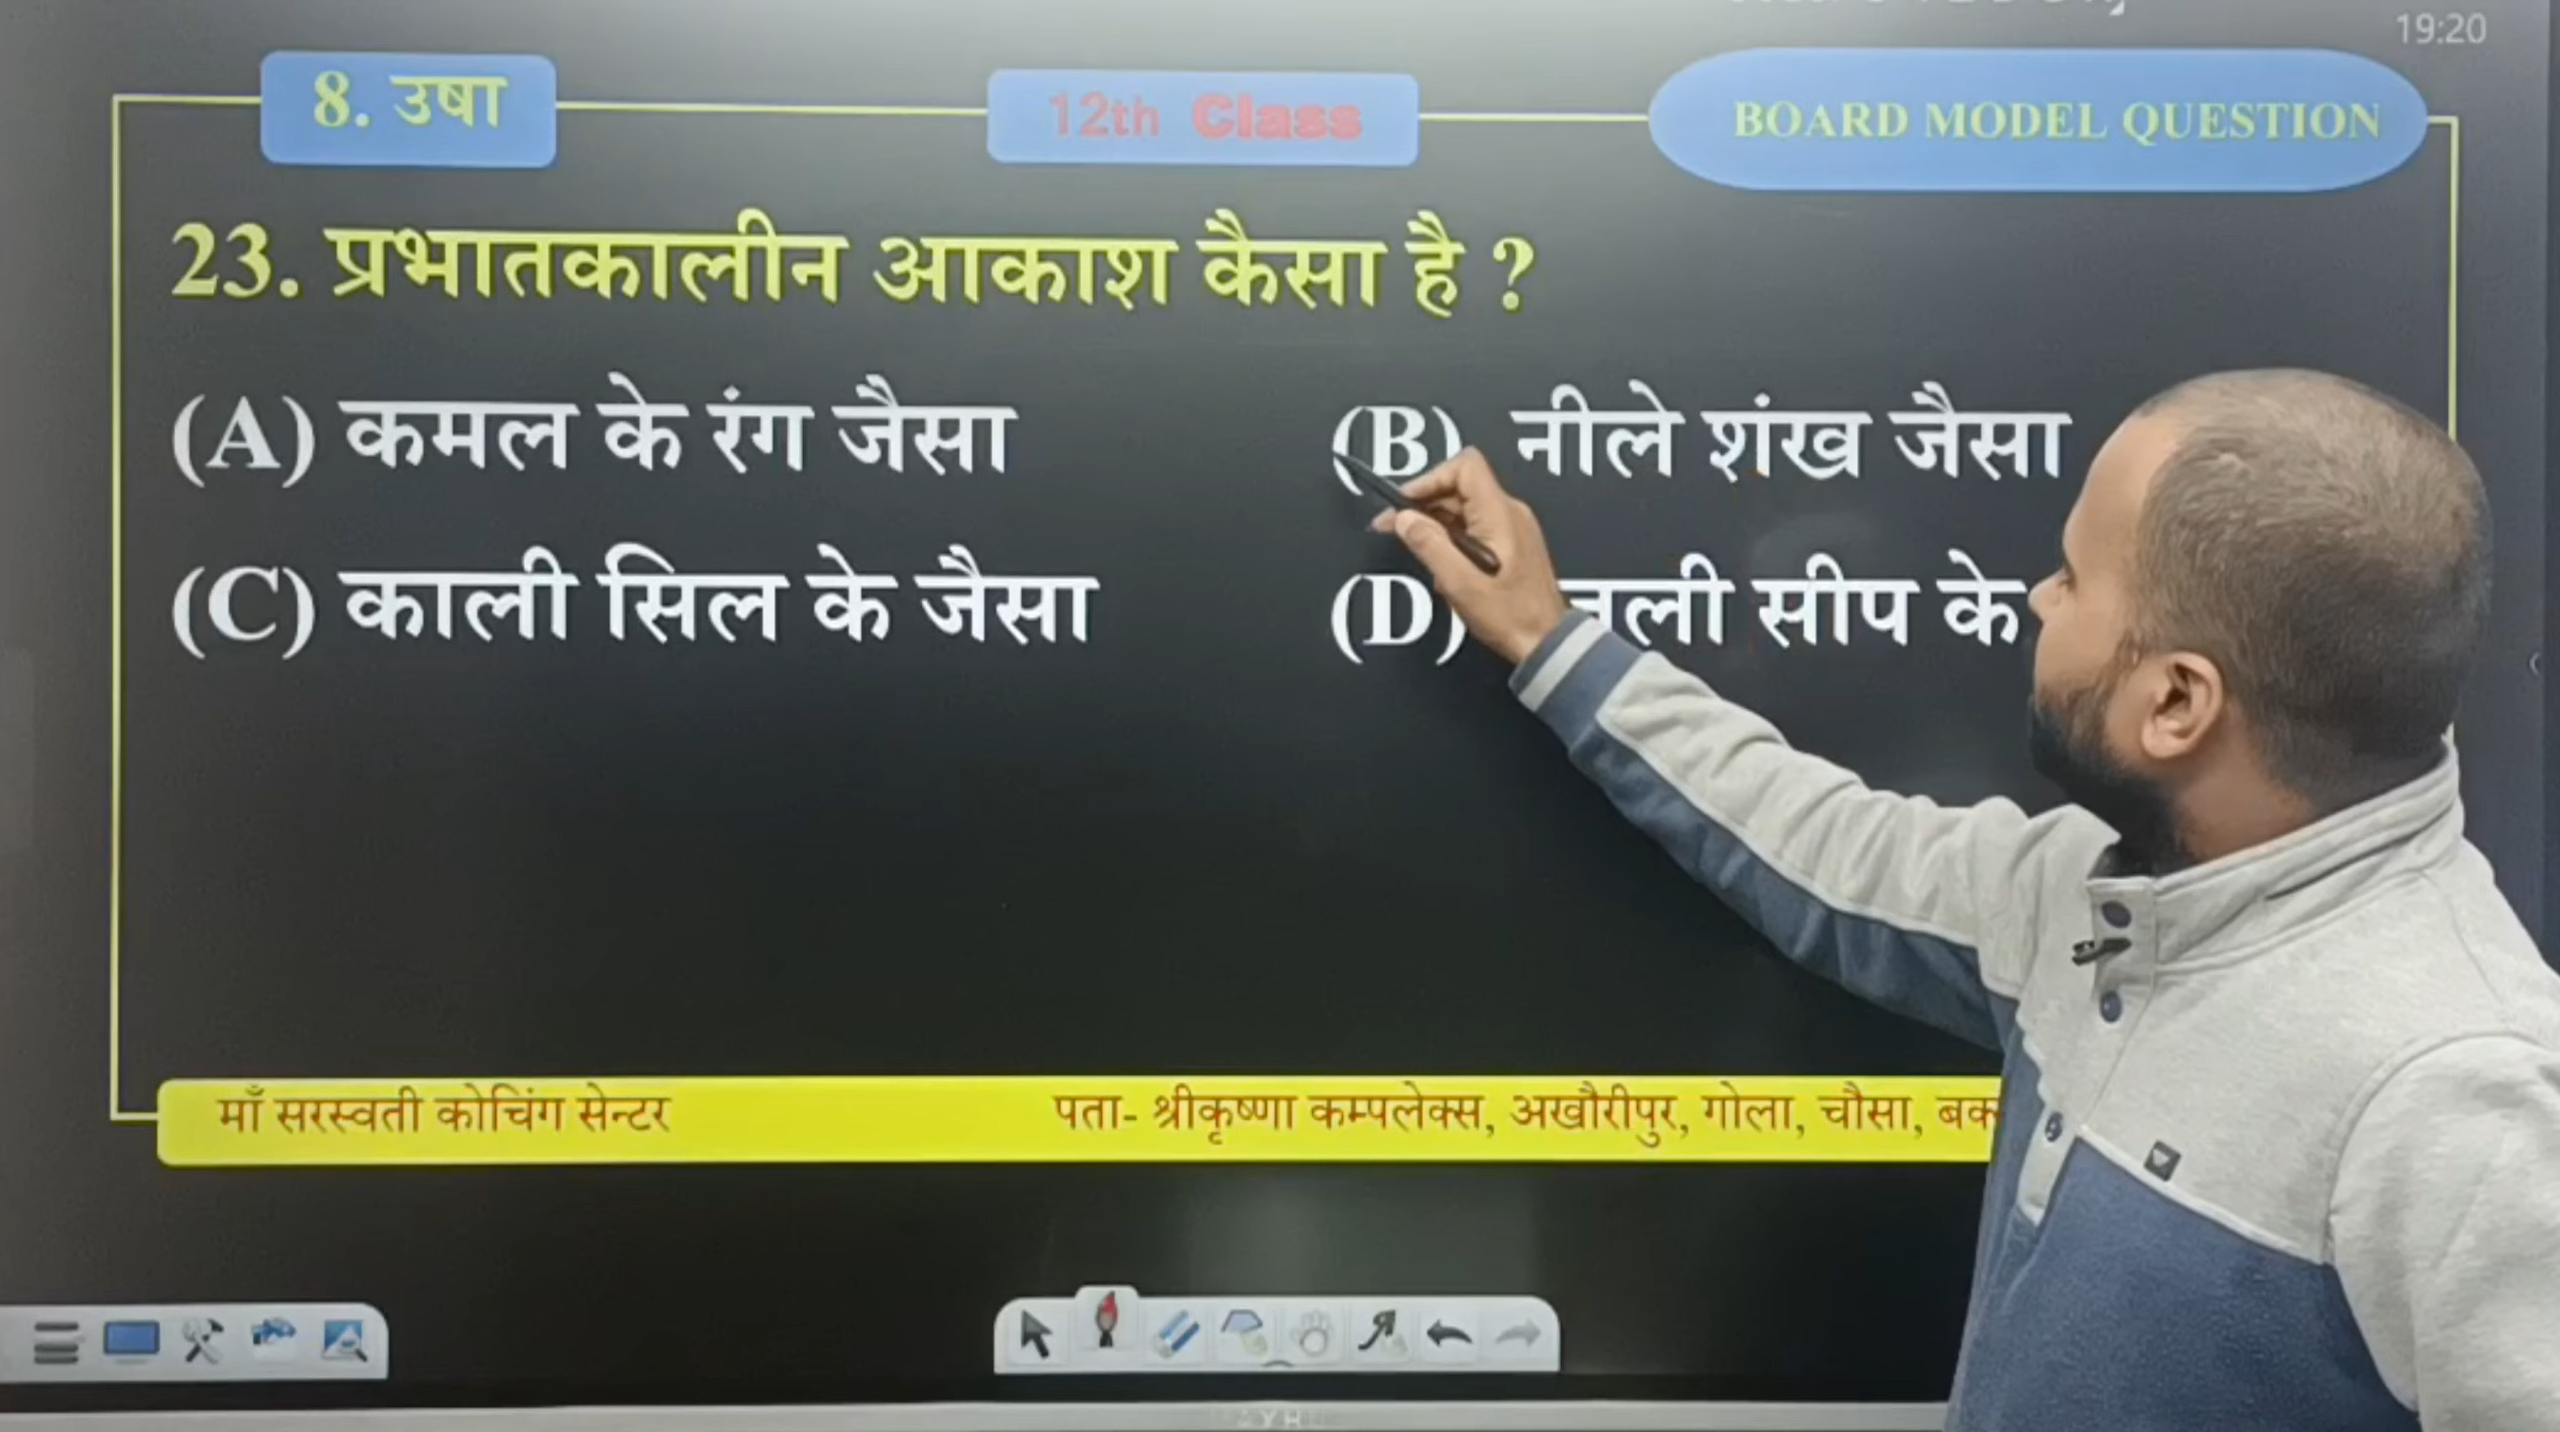 19:20
8. उषा
12th Class
BOARD MODEL QUESTION
23. प्रभातकालीन आकाश कैसा है ?
(A) कमल के रंग जैसा
(B) नीले शंख जैसा
(C) काली सिल के जैसा
(D) सीप के
माँ सरस्वती कोचिंग सेन्टर
पता- श्रीकृष्णा कम्पलेक्स, अखौरीपुर, गोला, चौसा,